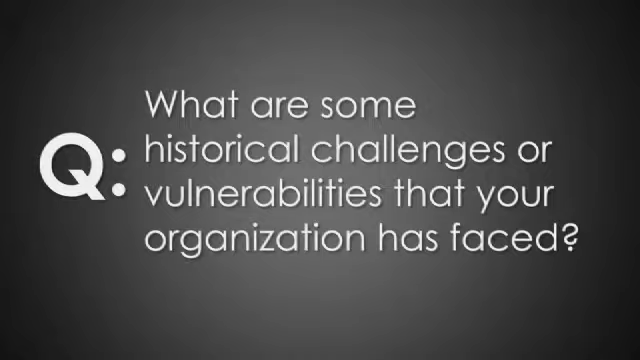 Q:
What are some
historical challenges or
vulnerabilities that your
organization has faced?